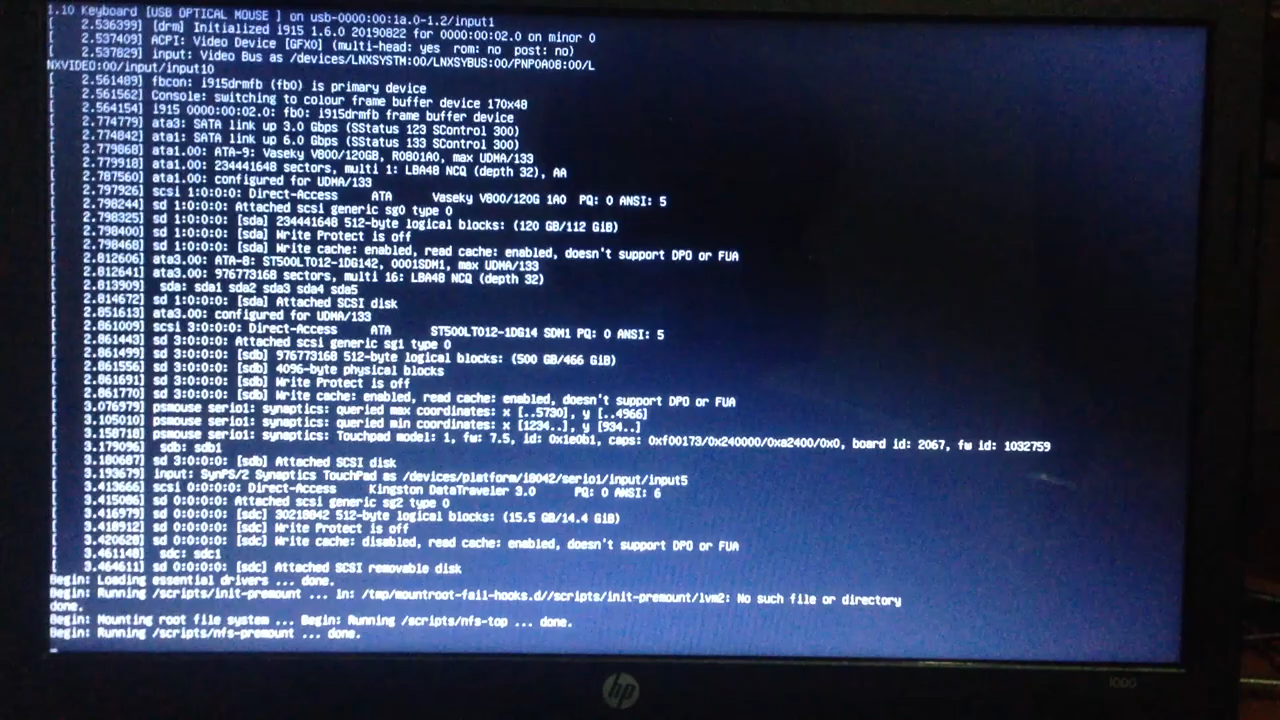 1.10 Keyboard [USB OPTICAL MOUSE ] on usb-0000:00:1a.0-1.2/input1
[    2.536399] [drm] Initialized i915 1.6.0 20190822 for 0000:00:02.0 on minor 0
[    2.537409] ACPI: Video Device [GFX0] (multi-head: yes  rom: no  post: no)
[    2.537829] input: Video Bus as /devices/LNXSYSTM:00/LNXSYBUS:00/PNP0A08:00/L
NXVIDEO:00/input/input10
[    2.561489] fbcon: i915drmfb (fb0) is primary device
[    2.561562] Console: switching to colour frame buffer device 170x48
[    2.564154] i915 0000:00:02.0: fb0: i915drmfb frame buffer device
[    2.774779] ata3: SATA link up 3.0 Gbps (SStatus 123 SControl 300)
[    2.774842] ata1: SATA link up 6.0 Gbps (SStatus 133 SControl 300)
[    2.779868] ata1.00: ATA-9: Vaseky V800/120GB, R0801A0, max UDMA/133
[    2.779918] ata1.00: 234441648 sectors, multi 1: LBA48 NCQ (depth 32), AA
[    2.787560] ata1.00: configured for UDMA/133
[    2.797926] scsi 1:0:0:0: Direct-Access     ATA      Vaseky V800/120G 1A0  PQ: 0 ANSI: 5
[    2.798244] sd 1:0:0:0: Attached scsi generic sg0 type 0
[    2.798325] sd 1:0:0:0: [sda] 234441648 512-byte logical blocks: (120 GB/112 GiB)
[    2.798400] sd 1:0:0:0: [sda] Write Protect is off
[    2.798468] sd 1:0:0:0: [sda] Write cache: enabled, read cache: enabled, doesn't support DPO or FUA
[    2.812606] ata3.00: ATA-8: ST500LT012-1DG142, 0001SDM1, max UDMA/133
[    2.812641] ata3.00: 976773168 sectors, multi 16: LBA48 NCQ (depth 32)
[    2.813909]  sda: sda1 sda2 sda3 sda4 sda5
[    2.814672] sd 1:0:0:0: [sda] Attached SCSI disk
[    2.851613] ata3.00: configured for UDMA/133
[    2.861009] scsi 3:0:0:0: Direct-Access     ATA      ST500LT012-1DG14 SDM1 PQ: 0 ANSI: 5
[    2.861443] sd 3:0:0:0: Attached scsi generic sg1 type 0
[    2.861499] sd 3:0:0:0: [sdb] 976773168 512-byte logical blocks: (500 GB/466 GiB)
[    2.861556] sd 3:0:0:0: [sdb] 4096-byte physical blocks
[    2.861691] sd 3:0:0:0: [sdb] Write Protect is off
[    2.861770] sd 3:0:0:0: [sdb] Write cache: enabled, read cache: enabled, doesn't support DPO or FUA
[    3.076979] psmouse serio1: synaptics: queried max coordinates: x [..5730], y [..4966]
[    3.105010] psmouse serio1: synaptics: queried min coordinates: x [1234..], y [934..]
[    3.158718] psmouse serio1: synaptics: Touchpad model: 1, fw: 7.5, id: 0x1e0b1, caps: 0xf00173/0x240000/0xa2400/0x0, board id: 2067, fw id: 1032759
[    3.179096]  sdb: sdb1
[    3.180687] sd 3:0:0:0: [sdb] Attached SCSI disk
[    3.193679] input: SynPS/2 Synaptics TouchPad as /devices/platform/i8042/serio1/input/input5
[    3.413666] scsi 0:0:0:0: Direct-Access     Kingston DataTraveler 3.0      PQ: 0 ANSI: 6
[    3.415086] sd 0:0:0:0: Attached scsi generic sg2 type 0
[    3.416979] sd 0:0:0:0: [sdc] 30218842 512-byte logical blocks: (15.5 GB/14.4 GiB)
[    3.418912] sd 0:0:0:0: [sdc] Write Protect is off
[    3.420628] sd 0:0:0:0: [sdc] Write cache: disabled, read cache: enabled, doesn't support DPO or FUA
[    3.461148]  sdc: sdc1
[    3.464611] sd 0:0:0:0: [sdc] Attached SCSI removable disk
Begin: Loading essential drivers ... done.
Begin: Running /scripts/init-premount ... ln: /tmp/mountroot-fail-hooks.d//scripts/init-premount/lvm2: No such file or directory
done.
Begin: Mounting root file system ... Begin: Running /scripts/nfs-top ... done.
Begin: Running /scripts/nfs-premount ... done.
hp